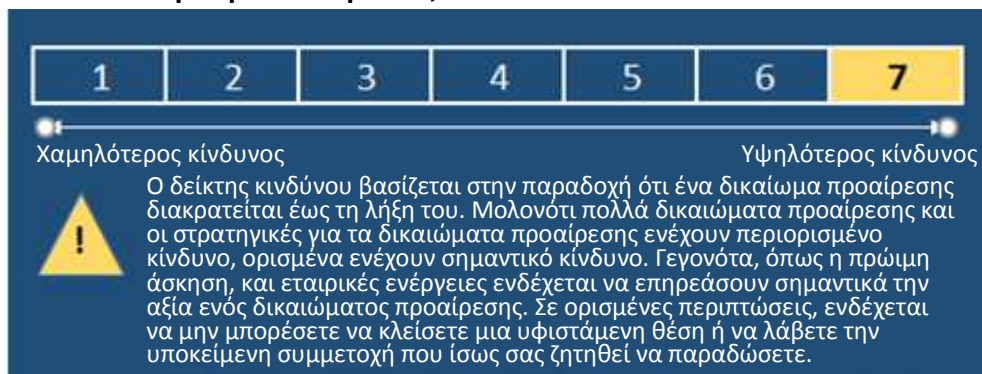 1 2 3 4 5 6 7
Χαμηλότερος κίνδυνος Υψηλότερος κίνδυνος
Ο δείκτης κινδύνου βασίζεται στην παραδοχή ότι ένα δικαίωμα προαίρεσης
διακρατείται έως τη λήξη του. Μολονότι πολλά δικαιώματα προαίρεσης και
οι στρατηγικές για τα δικαιώματα προαίρεσης ενέχουν περιορισμένο
κίνδυνο, ορισμένα ενέχουν σημαντικό κίνδυνο. Γεγονότα, όπως η πρώιμη
άσκηση, και εταιρικές ενέργειες ενδέχεται να επηρεάσουν σημαντικά την
αξία ενός δικαιώματος προαίρεσης. Σε ορισμένες περιπτώσεις, ενδέχεται
να μην μπορέσετε να κλείσετε μια υφιστάμενη θέση ή να λάβετε την
υποκείμενη συμμετοχή που ίσως σας ζητηθεί να παραδώσετε.